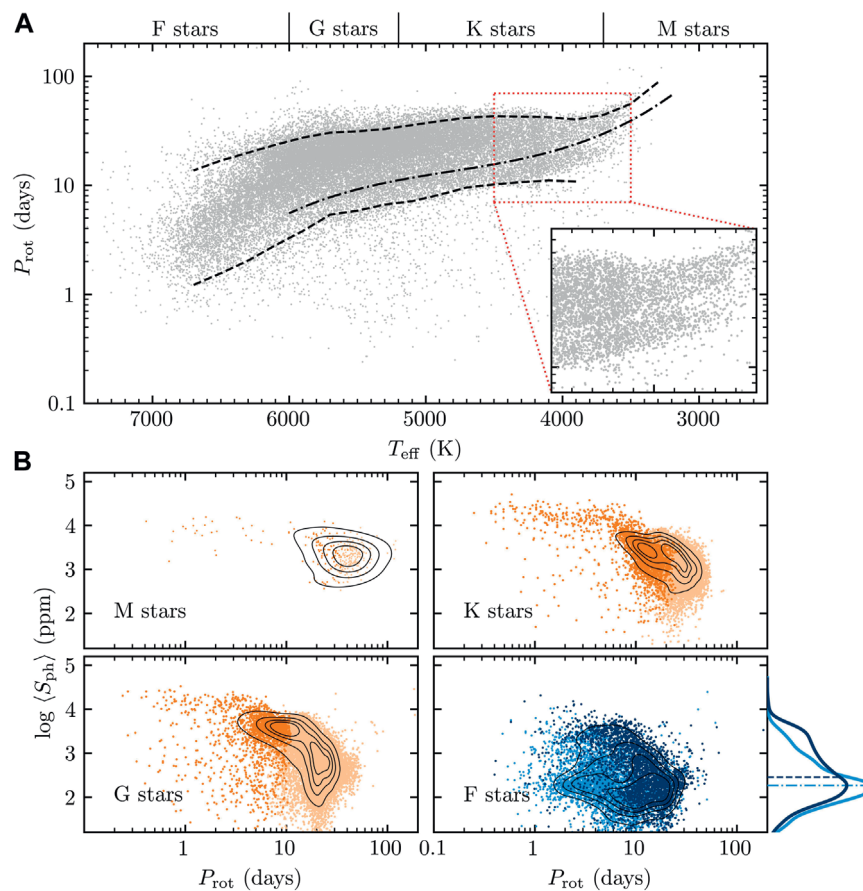 A
F stars G stars K stars M stars
100
10
1
0.1
P_rot (days)
7000 6000 5000 4000 3000
T_eff (K)
B
5
4
3
2
M stars
K stars
log ⟨S_ph⟩ (ppm)
5
4
3
2
G stars
F stars
1 10 100 0.1 1 10 100
P_rot (days) P_rot (days)